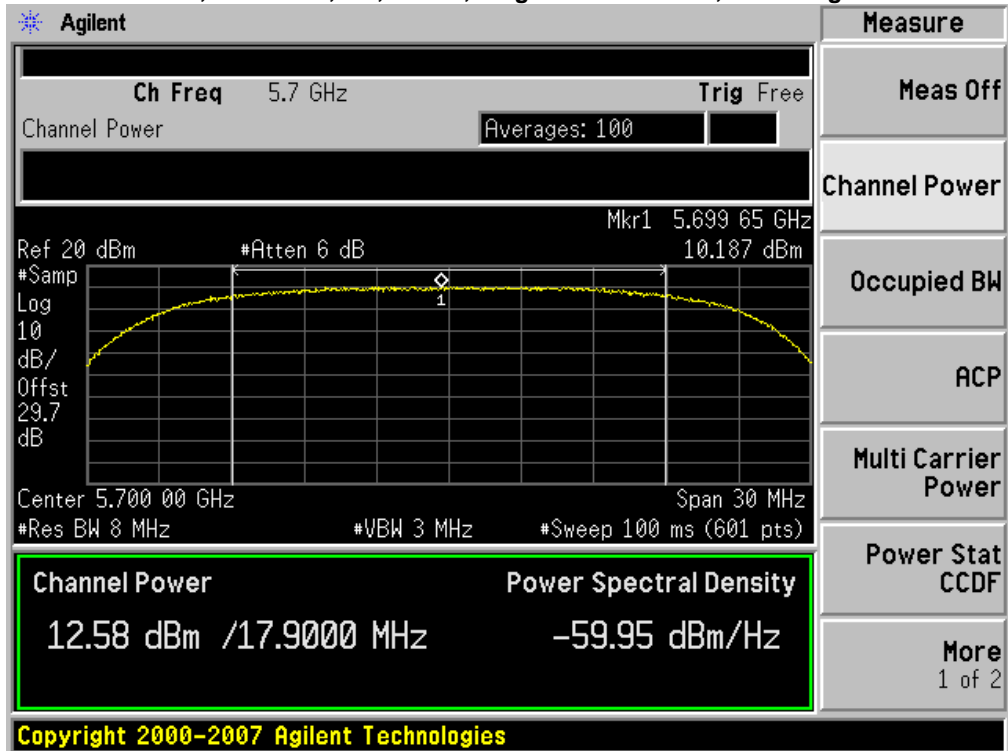 Agilent
Measure
Ch Freq 5.7 GHz Trig Free
Channel Power Averages: 100
Mkr1 5.699 65 GHz
Ref 20 dBm #Atten 6 dB 10.187 dBm
#Samp
Log
10
dB/
Offst
29.7
dB
1
Center 5.700 00 GHz Span 30 MHz
#Res BW 8 MHz #VBW 3 MHz #Sweep 100 ms (601 pts)
Channel Power Power Spectral Density
12.58 dBm /17.9000 MHz -59.95 dBm/Hz
Copyright 2000-2007 Agilent Technologies
Meas Off
Channel Power
Occupied BW
ACP
Multi Carrier
Power
Power Stat
CCDF
More
1 of 2